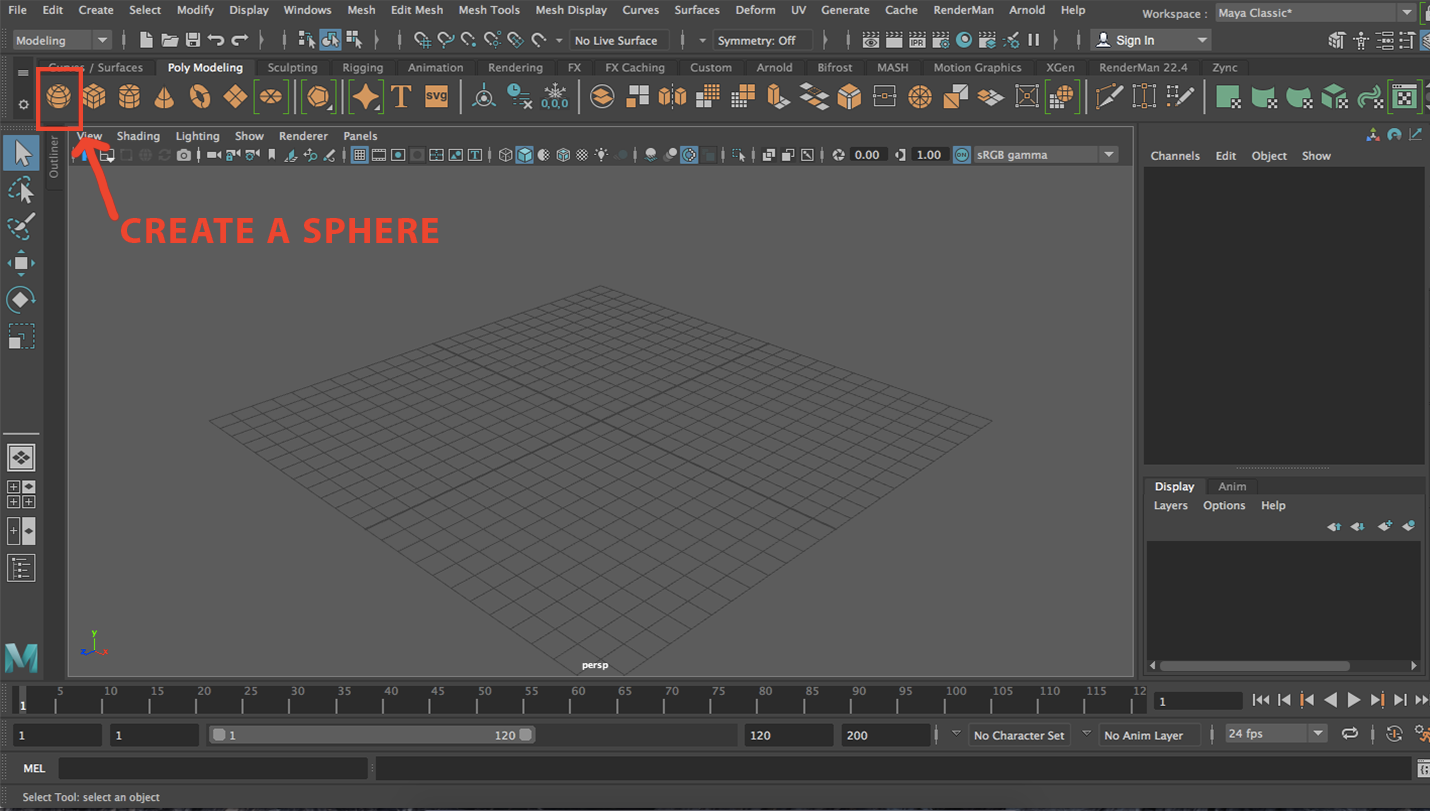 File Edit Create Select Modify Display Windows Mesh Edit Mesh Mesh Tools Mesh Display Curves Surfaces Deform UV Generate Cache RenderMan Arnold Help Workspace : Maya Classic*
Modeling No Live Surface Symmetry: Off IPR Sign In
Curves / Surfaces Poly Modeling Sculpting Rigging Animation Rendering FX FX Caching Custom Arnold Bifrost MASH Motion Graphics XGen RenderMan 22.4 Zync
T SVG 0,0,0
View Shading Lighting Show Renderer Panels
Outliner
0.00 1.00 ON sRGB gamma
Channels Edit Object Show
CREATE A SPHERE
Display Anim
Layers Options Help
y
persp
M
5 10 15 20 25 30 35 40 45 50 55 60 65 70 75 80 85 90 95 100 105 110 115 12
1 1
1 1 1 120 120 200 No Character Set No Anim Layer 24 fps
MEL
Select Tool: select an object